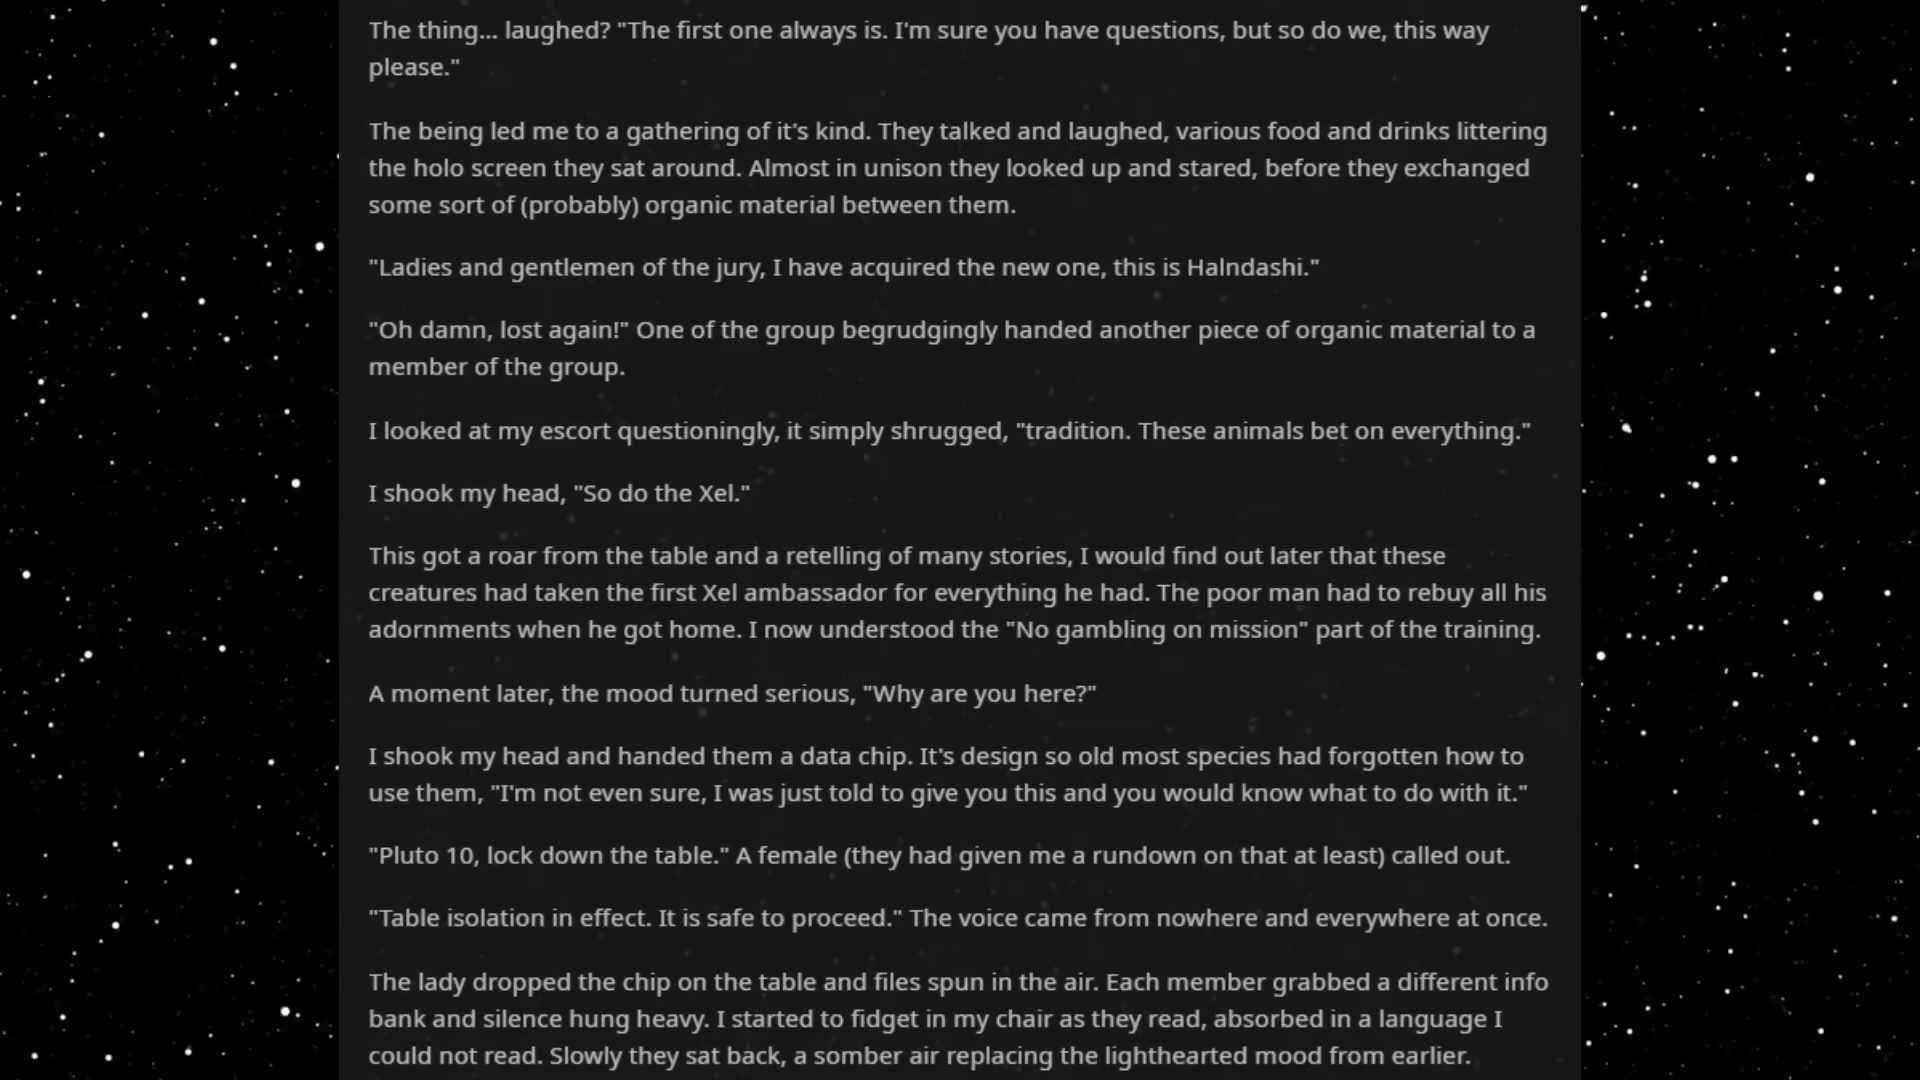 The thing... laughed? "The first one always is. I'm sure you have questions, but so do we, this way
please."
The being led me to a gathering of it's kind. They talked and laughed, various food and drinks littering
the holo screen they sat around. Almost in unison they looked up and stared, before they exchanged
some sort of (probably) organic material between them.
"Ladies and gentlemen of the jury, I have acquired the new one, this is Halndashi."
"Oh damn, lost again!" One of the group begrudgingly handed another piece of organic material to a
member of the group.
I looked at my escort questioningly, it simply shrugged, "tradition. These animals bet on everything."
I shook my head, "So do the Xel."
This got a roar from the table and a retelling of many stories, I would find out later that these
creatures had taken the first Xel ambassador for everything he had. The poor man had to rebuy all his
adornments when he got home. I now understood the "No gambling on mission" part of the training.
A moment later, the mood turned serious, "Why are you here?"
I shook my head and handed them a data chip. It's design so old most species had forgotten how to
use them, "I'm not even sure, I was just told to give you this and you would know what to do with it."
"Pluto 10, lock down the table." A female (they had given me a rundown on that at least) called out.
"Table isolation in effect. It is safe to proceed." The voice came from nowhere and everywhere at once.
The lady dropped the chip on the table and files spun in the air. Each member grabbed a different info
bank and silence hung heavy. I started to fidget in my chair as they read, absorbed in a language I
could not read. Slowly they sat back, a somber air replacing the lighthearted mood from earlier.